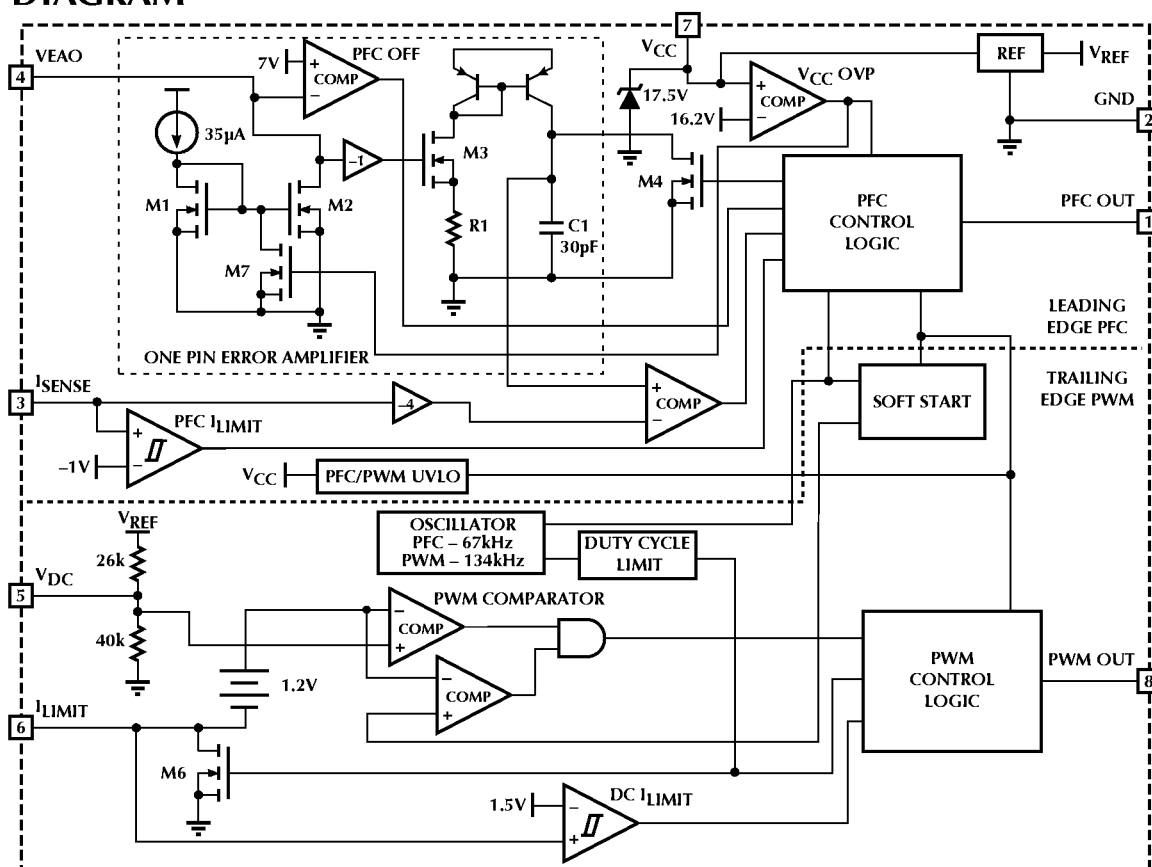 DIAGRAM
7
VEAO
4
7V
+
COMP
−
PFC OFF
VCC
17.5V
16.2V
+
COMP
−
VCC OVP
REF
VREF
GND
2
35µA
M1
M2
−1
M3
R1
C1
30pF
M4
M7
PFC
CONTROL
LOGIC
PFC OUT
1
ONE PIN ERROR AMPLIFIER
LEADING
EDGE PFC
TRAILING
EDGE PWM
ISENSE
3
−4
+
COMP
−
SOFT START
PFC ILIMIT
+
−
−1V
VCC
PFC/PWM UVLO
VREF
26k
VDC
5
40k
OSCILLATOR
PFC – 67kHz
PWM – 134kHz
DUTY CYCLE
LIMIT
PWM COMPARATOR
−
COMP
+
−
COMP
+
1.2V
PWM
CONTROL
LOGIC
PWM OUT
8
ILIMIT
6
M6
1.5V
−
+
DC ILIMIT